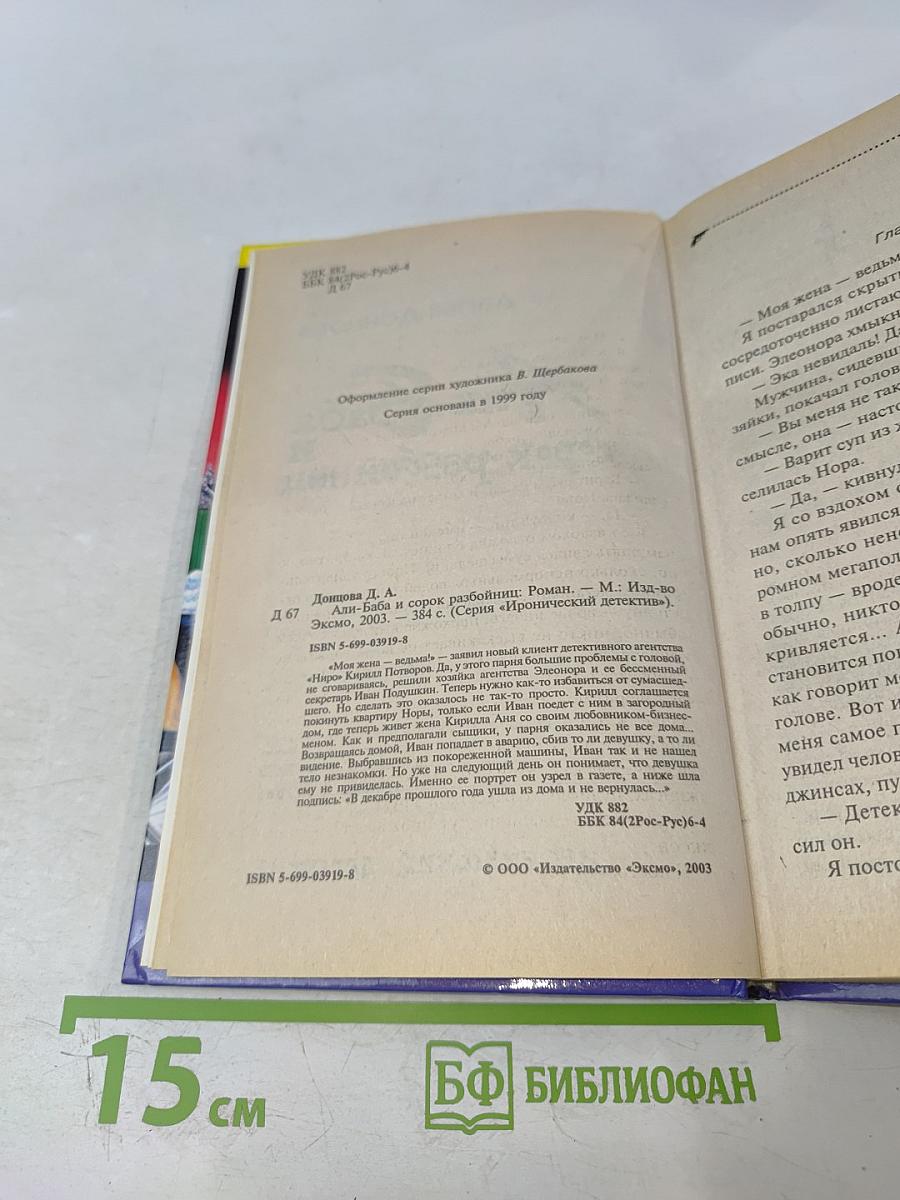 УДК 882
ББК 84(2Рос-Рус)6-4
Д 67
Оформление серии художника В. Щербакова
Серия основана в 1999 году
Донцова Д. А.
Д 67 Али-Баба и сорок разбойниц: Роман. — М.: Изд-во
Эксмо, 2003. — 384 с. (Серия «Иронический детектив»).
ISBN 5-699-03919-8
«Моя жена — ведьма!» — заявил новый клиент детективного агентства
«Ниро» Кирилл Потворов. Да, у этого парня большие проблемы с головой,
не сговариваясь, решили хозяйка агентства Элеонора и ее бессменный
секретарь Иван Подушкин. Теперь нужно как-то избавиться от сумасшед-
шего. Но сделать это оказалось не так-то просто. Кирилл соглашается
покинуть квартиру Норы, только если Иван поедет с ним в загородный
дом, где теперь живет жена Кирилла Аня со своим любовником-бизнес-
меном. Как и предполагали сыщики, у парня оказались не все дома...
Возвращаясь домой, Иван попадает в аварию, сбив то ли девушку, а то ли
видение. Выбравшись из покореженной машины, Иван так и не нашел
тело незнакомки. Но уже на следующий день он понимает, что девушка
ему не привиделась. Именно ее портрет он узрел в газете, а ниже шла
подпись: «В декабре прошлого года ушла из дома и не вернулась...»
УДК 882
ББК 84(2Рос-Рус)6-4
ISBN 5-699-03919-8
© ООО «Издательство «Эксмо», 2003
Гла
— Моя жена — ведьм
Я постарался скрыт
сосредоточенно листаю
писи. Элеонора хмыкн
— Эка невидаль! Да
Мужчина, сидевш
зяйки, покачал голов
— Вы меня не так
смысле, она — насто
— Варит суп из ж
селилась Нора.
— Да, — кивнул
Я со вздохом с
нам опять явился
но, сколько нен
ромном мегапол
в толпу — вроде
обычно, никто
кривляется... А
становится пон
как говорит мо
голове. Вот и
меня самое п
увидел челов
джинсах, пу
— Детек
сил он.
Я посто
15 см
БФ БИБЛИОФАН